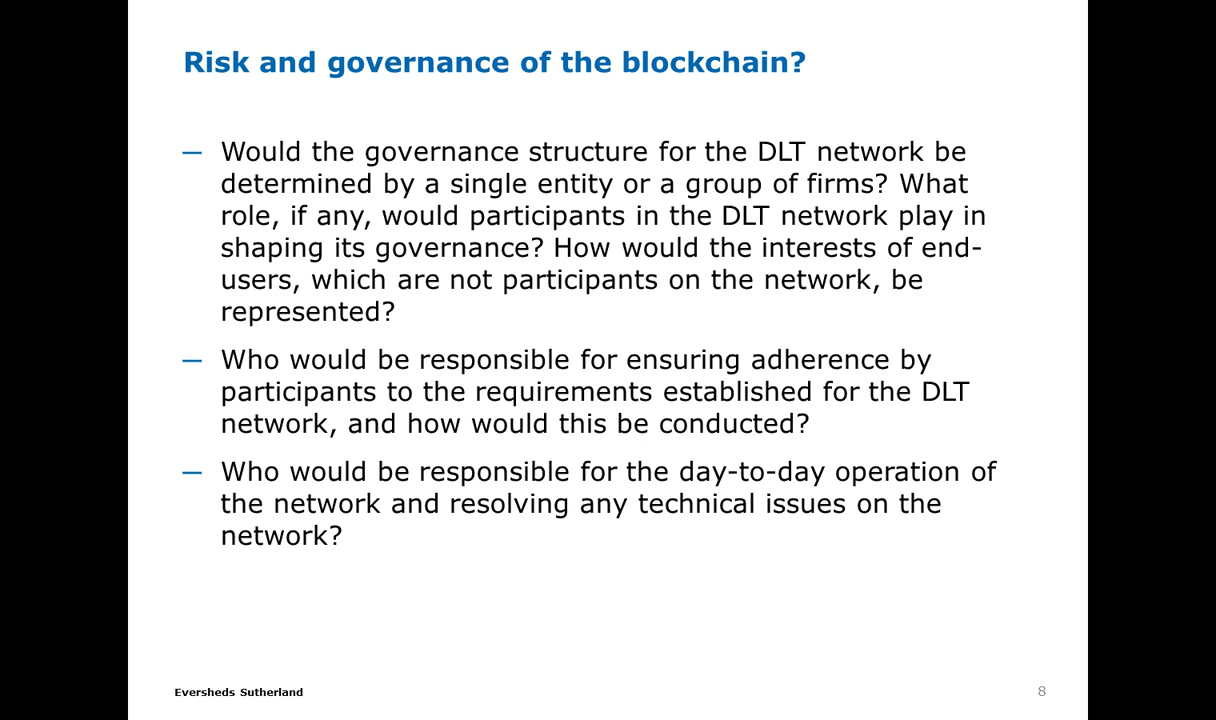 Risk and governance of the blockchain?
— Would the governance structure for the DLT network be
determined by a single entity or a group of firms? What
role, if any, would participants in the DLT network play in
shaping its governance? How would the interests of end-
users, which are not participants on the network, be
represented?
— Who would be responsible for ensuring adherence by
participants to the requirements established for the DLT
network, and how would this be conducted?
— Who would be responsible for the day-to-day operation of
the network and resolving any technical issues on the
network?
Eversheds Sutherland
8